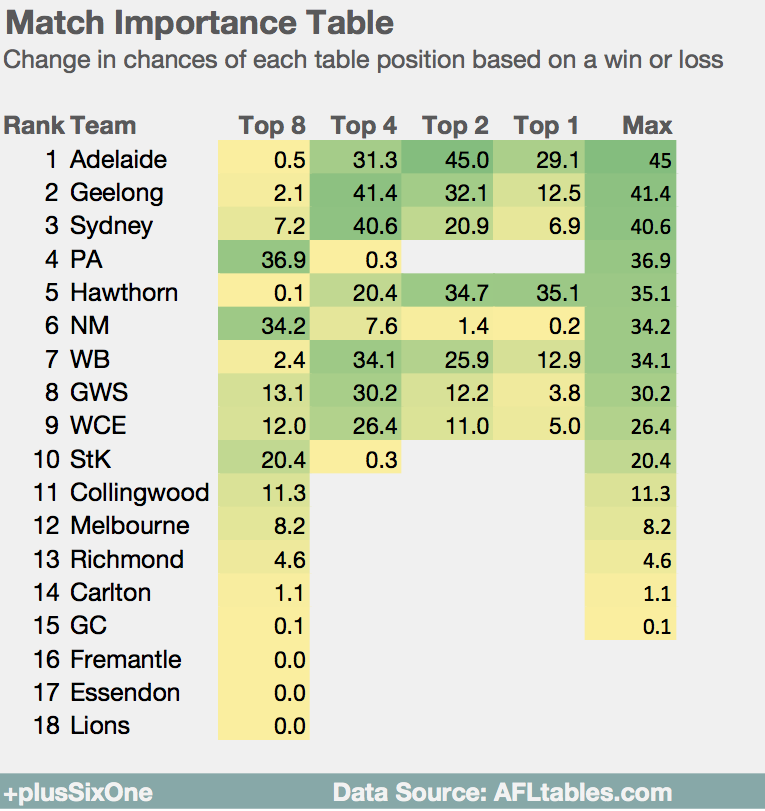 Match Importance Table
Change in chances of each table position based on a win or loss
Rank Team Top 8 Top 4 Top 2 Top 1 Max
1 Adelaide 0.5 31.3 45.0 29.1 45
2 Geelong 2.1 41.4 32.1 12.5 41.4
3 Sydney 7.2 40.6 20.9 6.9 40.6
4 PA 36.9 0.3 36.9
5 Hawthorn 0.1 20.4 34.7 35.1 35.1
6 NM 34.2 7.6 1.4 0.2 34.2
7 WB 2.4 34.1 25.9 12.9 34.1
8 GWS 13.1 30.2 12.2 3.8 30.2
9 WCE 12.0 26.4 11.0 5.0 26.4
10 StK 20.4 0.3 20.4
11 Collingwood 11.3 11.3
12 Melbourne 8.2 8.2
13 Richmond 4.6 4.6
14 Carlton 1.1 1.1
15 GC 0.1 0.1
16 Fremantle 0.0
17 Essendon 0.0
18 Lions 0.0
+plusSixOne Data Source: AFLtables.com